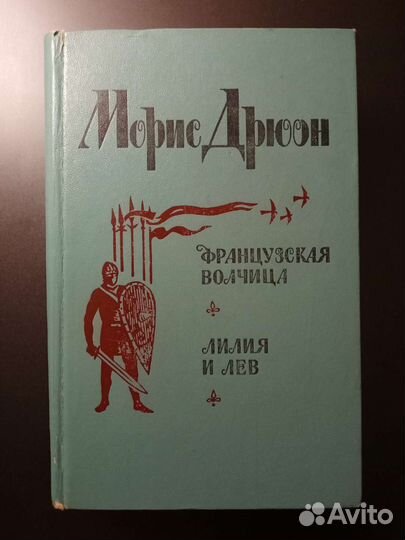 Морис Дрюон
ФРАНЦУЗСКАЯ
ВОЛЧИЦА
ЛИЛИЯ
И ЛЕВ
Avito